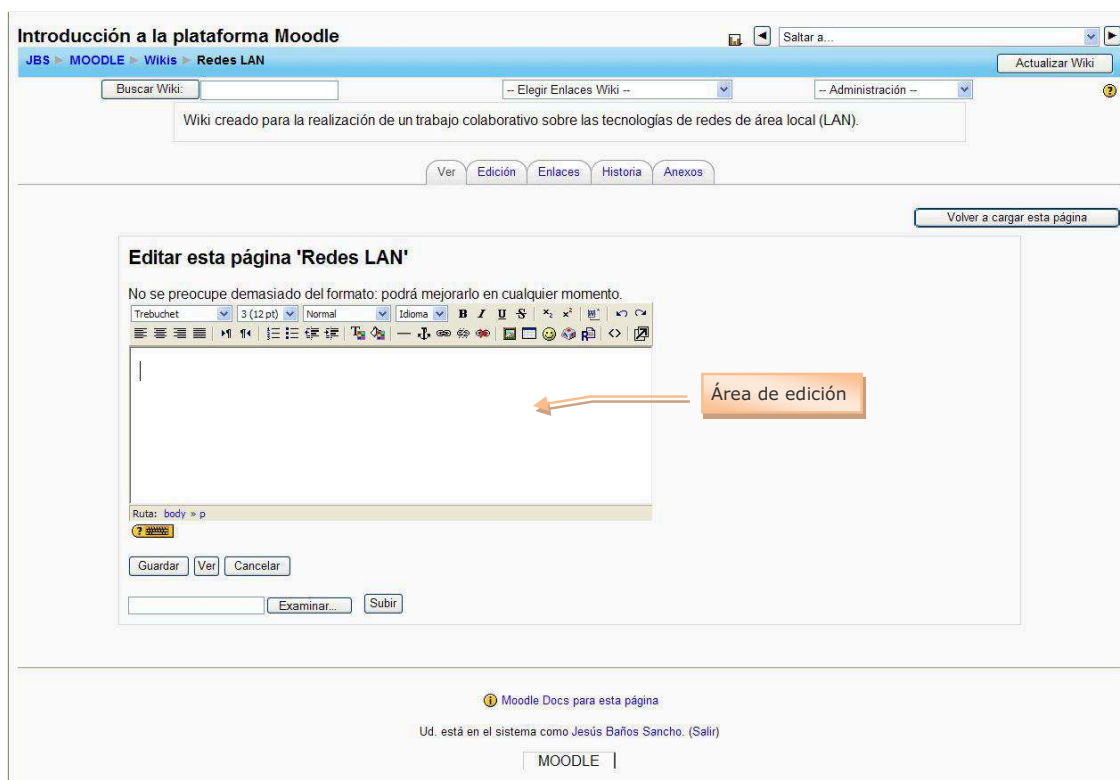 Introducción a la plataforma Moodle
Saltar a...
JBS ► MOODLE ► Wikis ► Redes LAN
Actualizar Wiki
Buscar Wiki:
-- Elegir Enlaces Wiki --
-- Administración --
Wiki creado para la realización de un trabajo colaborativo sobre las tecnologías de redes de área local (LAN).
Ver Edición Enlaces Historia Anexos
Volver a cargar esta página
Editar esta página 'Redes LAN'
No se preocupe demasiado del formato: podrá mejorarlo en cualquier momento.
Trebuchet 3 (12 pt) Normal Idioma B I U S x₂ x²
Área de edición
Ruta: body » p
Guardar Ver Cancelar
Examinar... Subir
Moodle Docs para esta página
Ud. está en el sistema como Jesús Baños Sancho. (Salir)
MOODLE